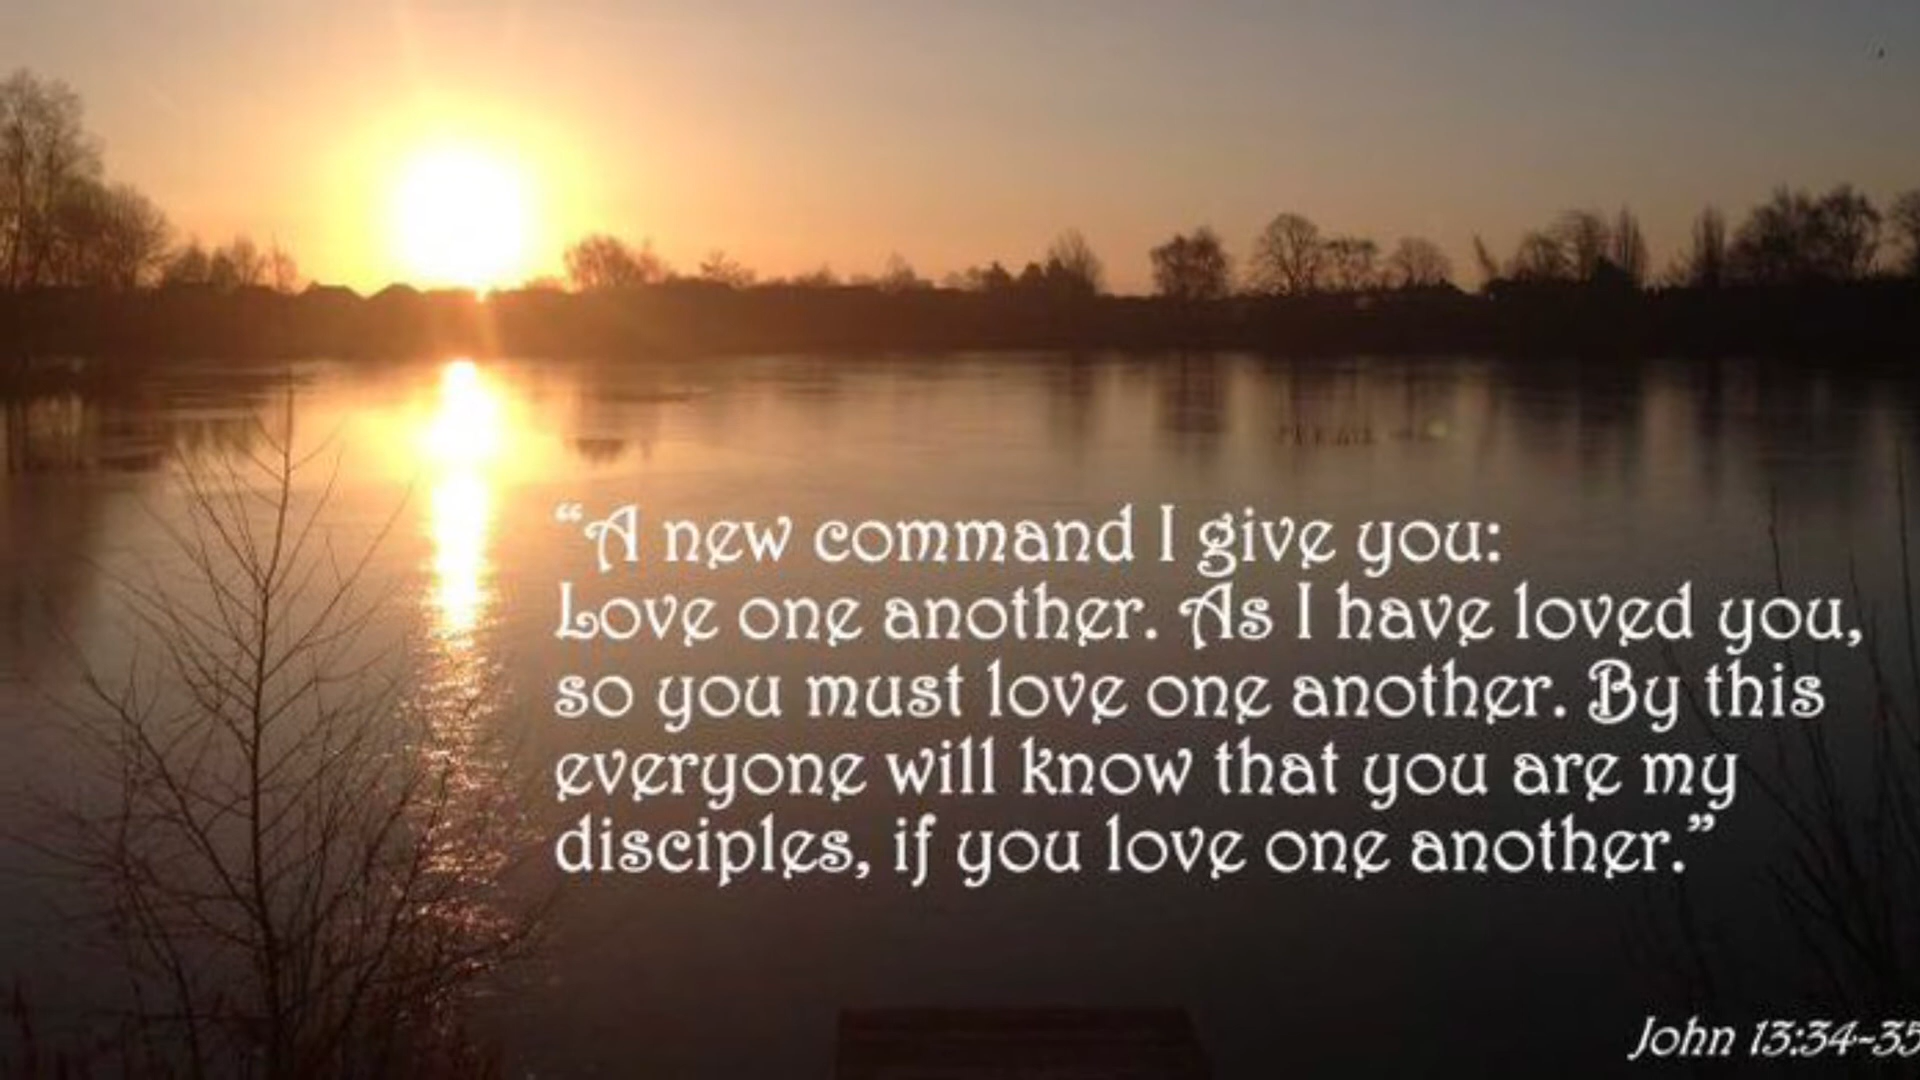 “A new command I give you:
Love one another. As I have loved you,
so you must love one another. By this
everyone will know that you are my
disciples, if you love one another.”
John 13:34-35